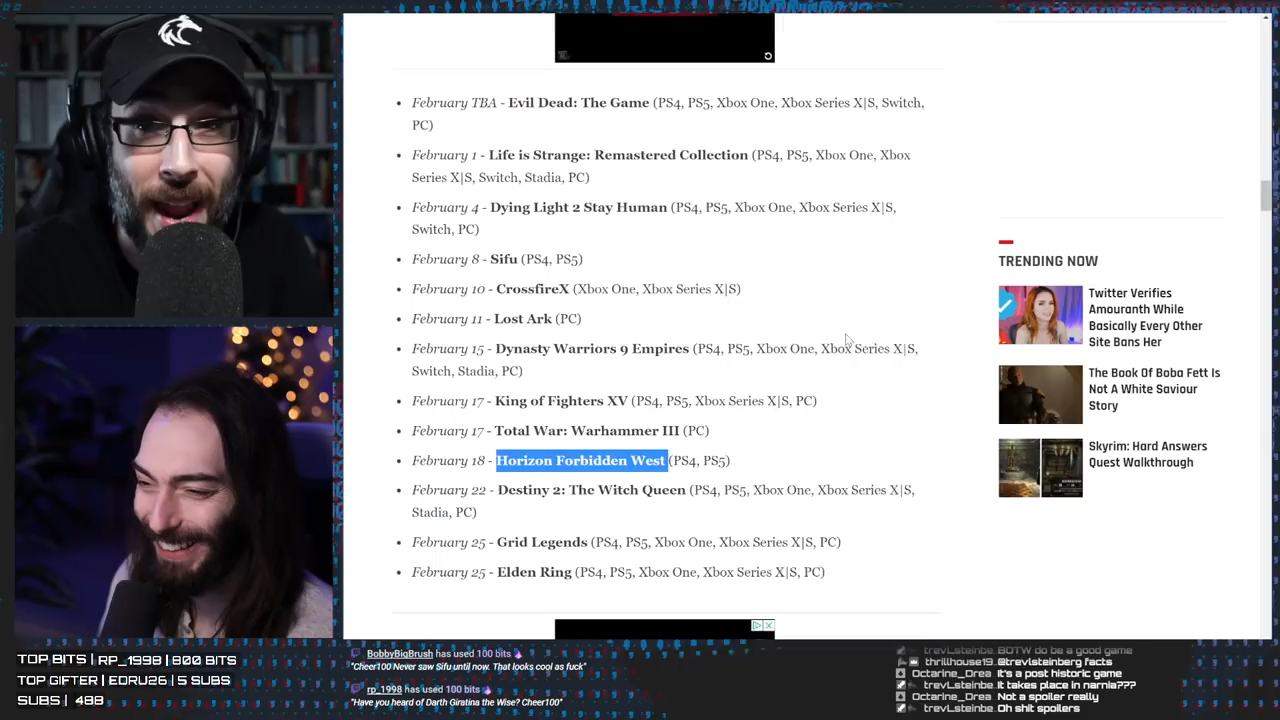 February TBA - Evil Dead: The Game (PS4, PS5, Xbox One, Xbox Series X|S, Switch,
PC)
February 1 - Life is Strange: Remastered Collection (PS4, PS5, Xbox One, Xbox
Series X|S, Switch, Stadia, PC)
February 4 - Dying Light 2 Stay Human (PS4, PS5, Xbox One, Xbox Series X|S,
Switch, PC)
February 8 - Sifu (PS4, PS5)
February 10 - CrossfireX (Xbox One, Xbox Series X|S)
February 11 - Lost Ark (PC)
February 15 - Dynasty Warriors 9 Empires (PS4, PS5, Xbox One, Xbox Series X|S,
Switch, Stadia, PC)
February 17 - King of Fighters XV (PS4, PS5, Xbox Series X|S, PC)
February 17 - Total War: Warhammer III (PC)
February 18 - Horizon Forbidden West (PS4, PS5)
February 22 - Destiny 2: The Witch Queen (PS4, PS5, Xbox One, Xbox Series X|S,
Stadia, PC)
February 25 - Grid Legends (PS4, PS5, Xbox One, Xbox Series X|S, PC)
February 25 - Elden Ring (PS4, PS5, Xbox One, Xbox Series X|S, PC)
TRENDING NOW
Twitter Verifies
Amouranth While
Basically Every Other
Site Bans Her
The Book Of Boba Fett Is
Not A White Saviour
Story
Skyrim: Hard Answers
Quest Walkthrough
TOP BITS | RP_1998 | 800 BITS
TOP GIFTER | EDRU26 | 5 SUBS
SUBS | 488
BobbyBigBrush has used 100 bits
"Cheer100 Never saw Sifu until now. That looks cool as fuck"
rp_1998 has used 100 bits
"Have you heard of Darth Giratina the Wise? Cheer100"
trevLsteinbe.. BOTW do be a good game
thrillhouse19.. @trevlsteinberg facts
Octarine_Drea: It's a post historic game
trevLsteinbe.. It takes place in narnia???
Octarine_Drea: Not a spoiler really
trevLsteinbe.. Oh shit spoilers